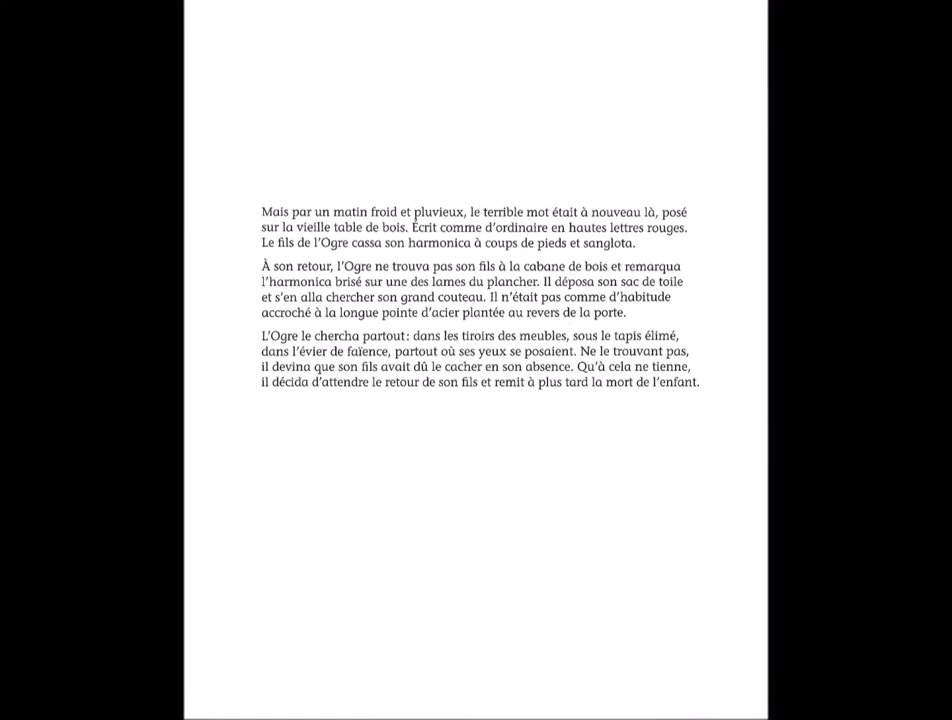 Mais par un matin froid et pluvieux, le terrible mot était à nouveau là, posé
sur la vieille table de bois. Écrit comme d'ordinaire en hautes lettres rouges.
Le fils de l'Ogre cassa son harmonica à coups de pieds et sanglota.
À son retour, l'Ogre ne trouva pas son fils à la cabane de bois et remarqua
l'harmonica brisé sur une des lames du plancher. Il déposa son sac de toile
et s'en alla chercher son grand couteau. Il n'était pas comme d'habitude
accroché à la longue pointe d'acier plantée au revers de la porte.
L'Ogre le chercha partout : dans les tiroirs des meubles, sous le tapis élimé,
dans l'évier de faïence, partout où ses yeux se posaient. Ne le trouvant pas,
il devina que son fils avait dû le cacher en son absence. Qu'à cela ne tienne,
il décida d'attendre le retour de son fils et remit à plus tard la mort de l'enfant.